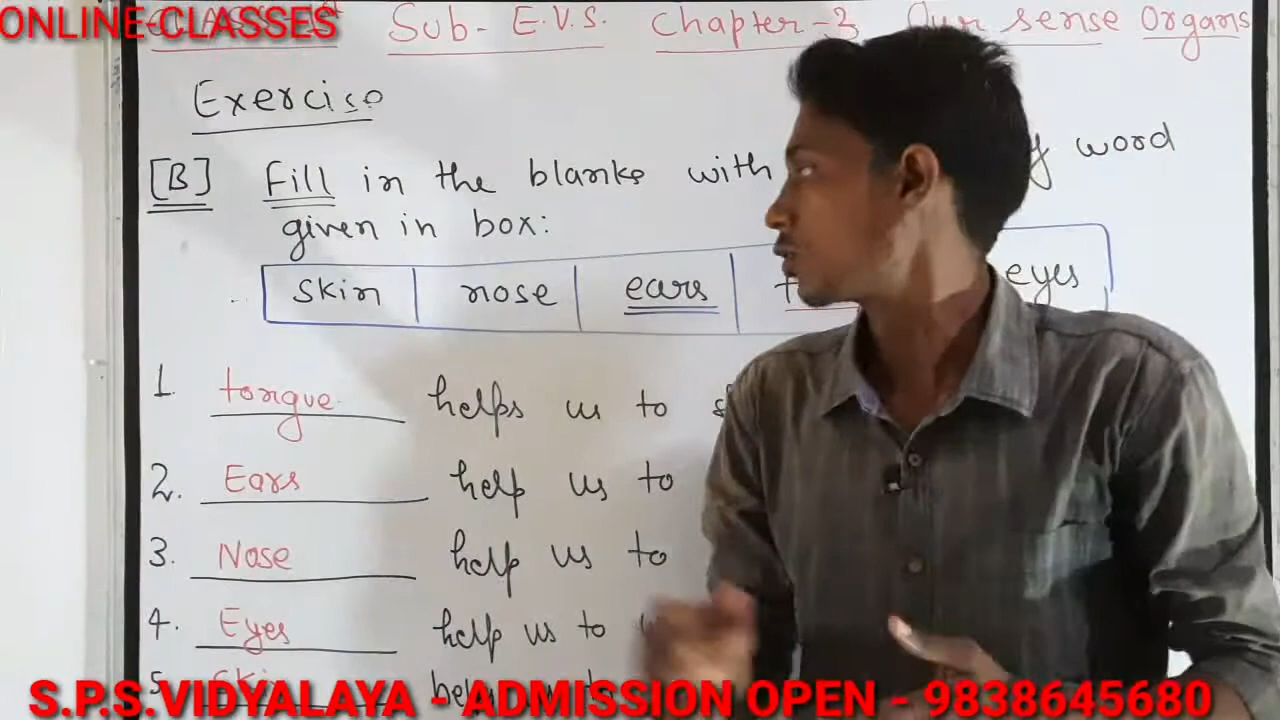 ONLINE-CLASSES Sub- E.V.S. Chapter-3 Our sense Organs
Exercise
[B] Fill in the blanks with word
given in box:
skin nose ears eyes
1. tongue helps us to
2. Ears help us to
3. Nose help us to
4. Eyes help us to
5. Skin
S.P.S.VIDYALAYA - ADMISSION OPEN - 9838645680